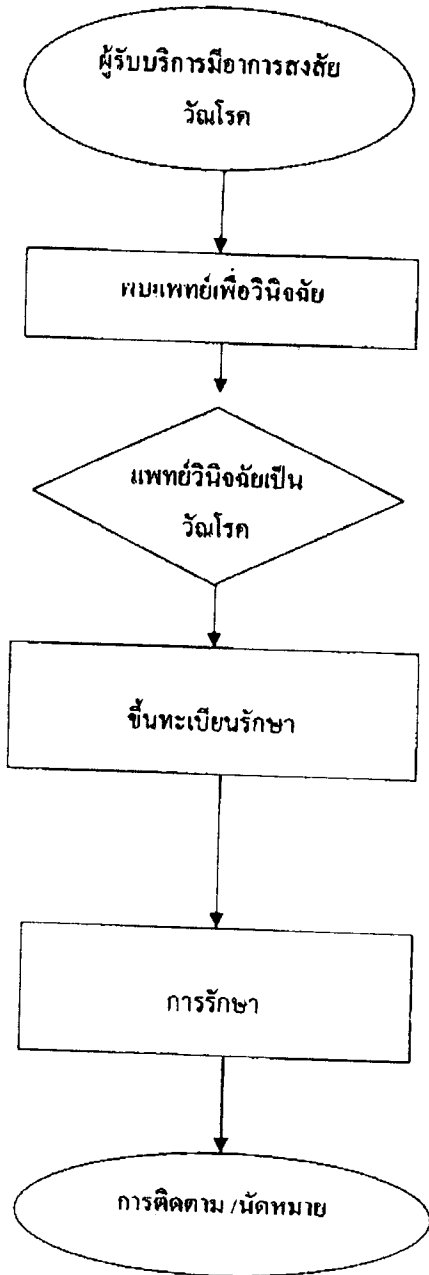 ผู้รับบริการมีอาการสงสัย
วัณโรค
พบแพทย์เพื่อวินิจฉัย
แพทย์วินิจฉัยเป็น
วัณโรค
ขึ้นทะเบียนรักษา
การรักษา
การติดตาม /นัดหมาย